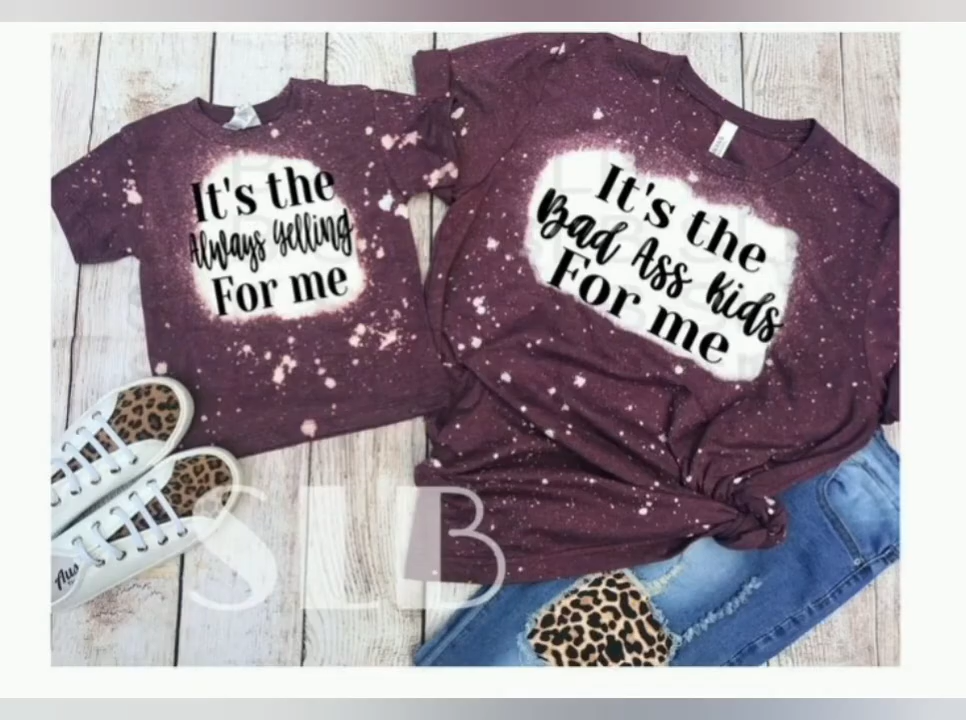 It's the
Always yelling
For me
It's the
Bad Ass Kids
For me
SLB